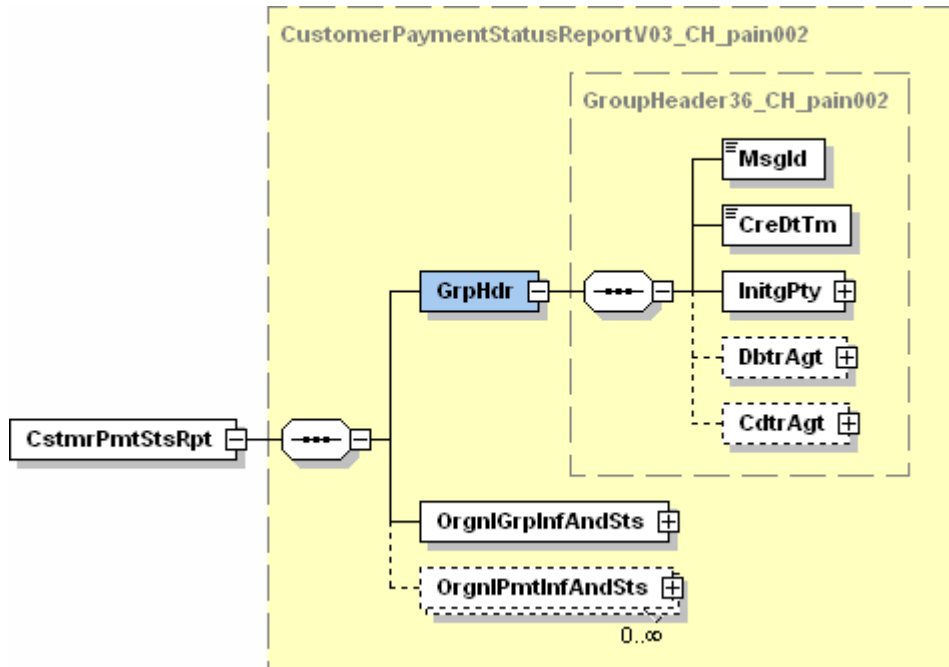 CustomerPaymentStatusReportV03_CH_pain002
GroupHeader36_CH_pain002
MsgId
CreDtTm
GrpHdr
InitgPty
DbtrAgt
CdtrAgt
CstmrPmtStsRpt
OrgnlGrpInfAndSts
OrgnlPmtInfAndSts
0..∞